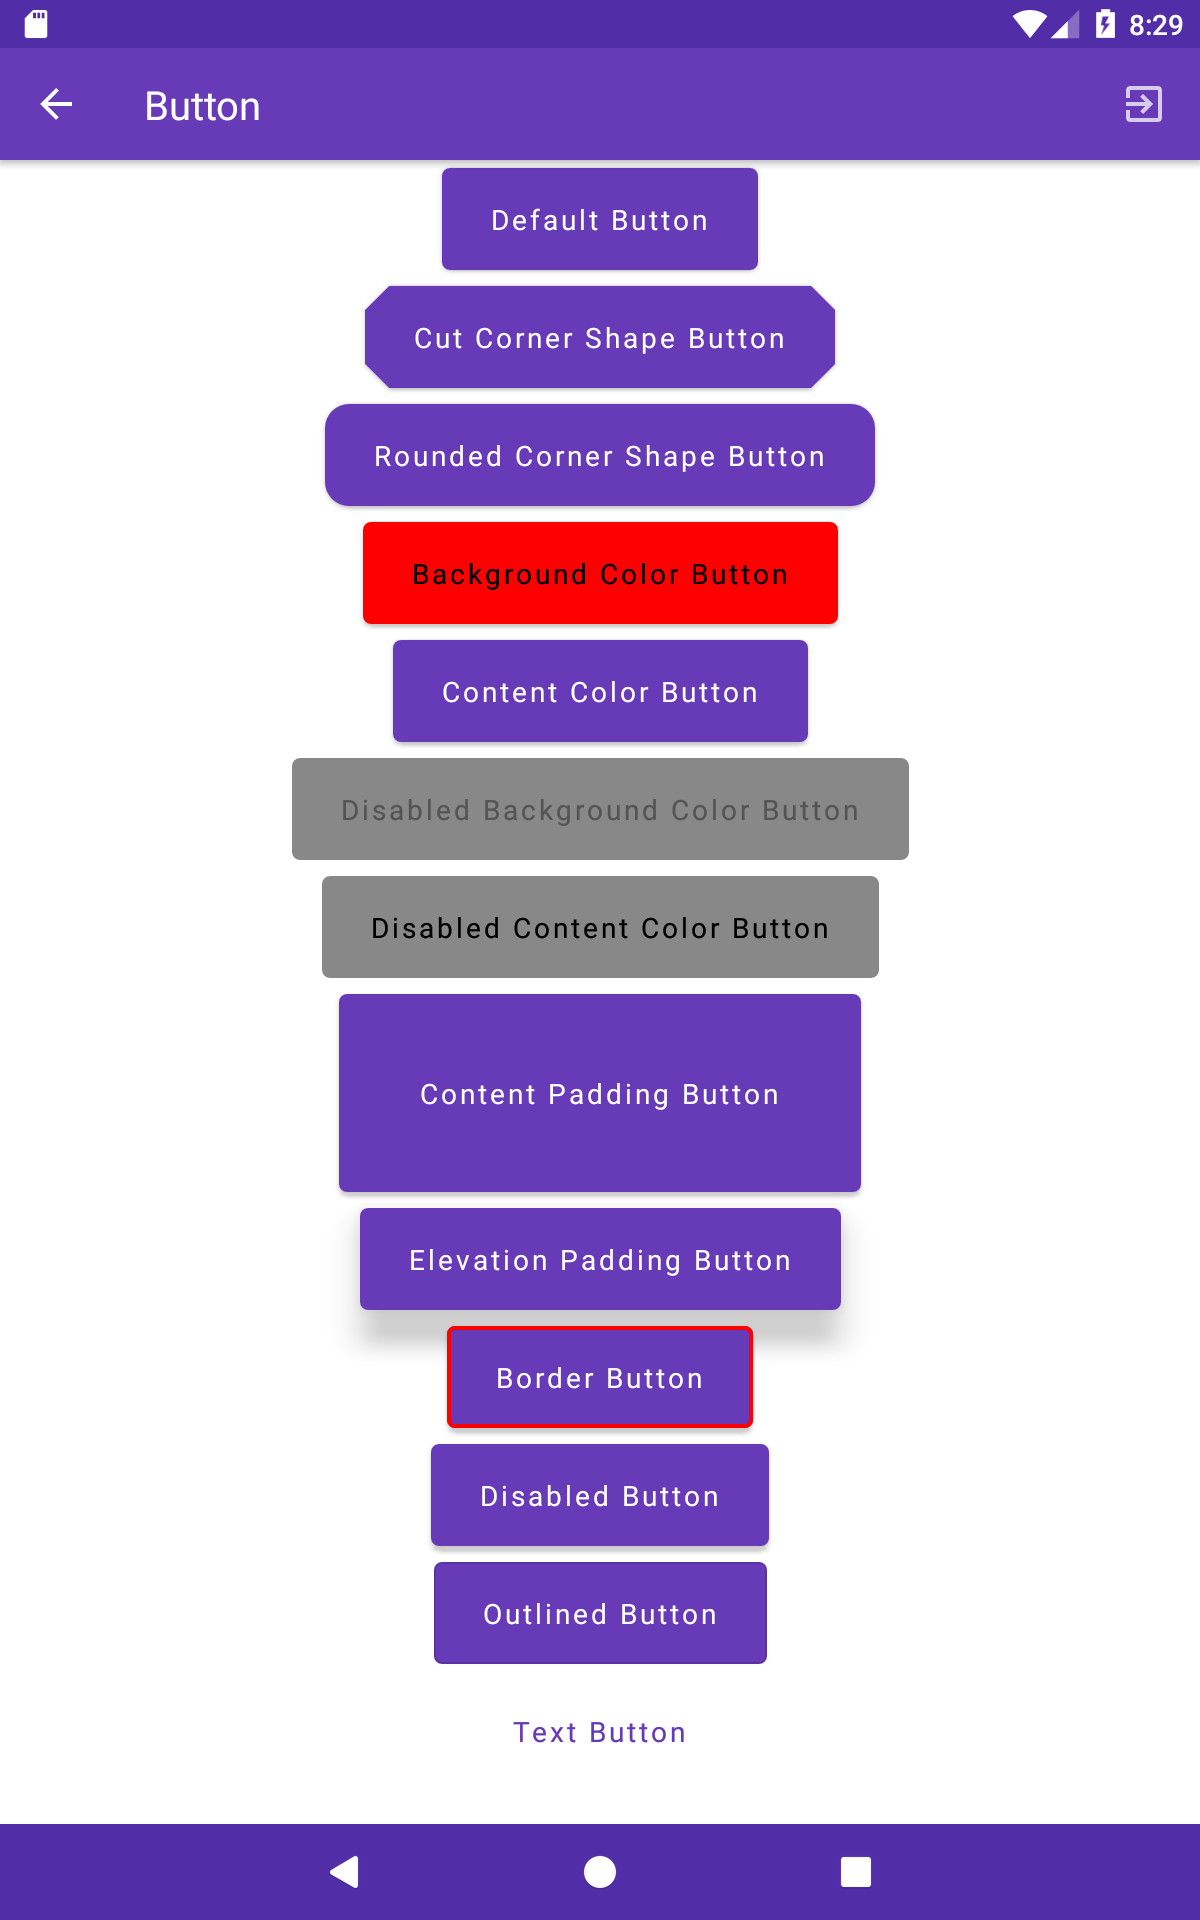 8:29
Button
Default Button
Cut Corner Shape Button
Rounded Corner Shape Button
Background Color Button
Content Color Button
Disabled Background Color Button
Disabled Content Color Button
Content Padding Button
Elevation Padding Button
Border Button
Disabled Button
Outlined Button
Text Button